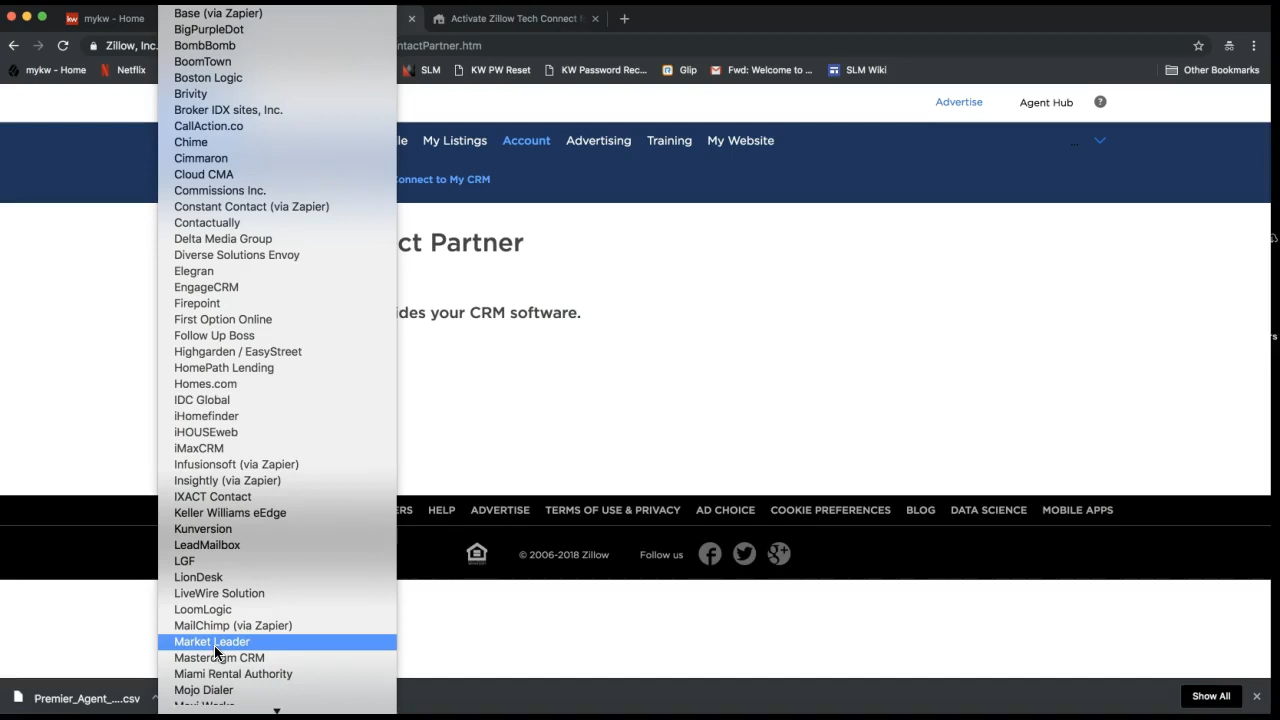 mykw - Home
Activate Zillow Tech Connect
Zillow, Inc.
ntactPartner.htm
mykw - Home
Netflix
SLM
KW PW Reset
KW Password Rec...
Glip
Fwd: Welcome to ...
SLM Wiki
Other Bookmarks
Advertise
Agent Hub
?
le
My Listings
Account
Advertising
Training
My Website
...
Connect to My CRM
ct Partner
ides your CRM software.
Base (via Zapier)
BigPurpleDot
BombBomb
BoomTown
Boston Logic
Brivity
Broker IDX sites, Inc.
CallAction.co
Chime
Cimmaron
Cloud CMA
Commissions Inc.
Constant Contact (via Zapier)
Contactually
Delta Media Group
Diverse Solutions Envoy
Elegran
EngageCRM
Firepoint
First Option Online
Follow Up Boss
Highgarden / EasyStreet
HomePath Lending
Homes.com
IDC Global
iHomefinder
iHOUSEweb
iMaxCRM
Infusionsoft (via Zapier)
Insightly (via Zapier)
IXACT Contact
Keller Williams eEdge
Kunversion
LeadMailbox
LGF
LionDesk
LiveWire Solution
LoomLogic
MailChimp (via Zapier)
Market Leader
Miami Rental Authority
Mojo Dialer
ERS
HELP
ADVERTISE
TERMS OF USE & PRIVACY
AD CHOICE
COOKIE PREFERENCES
BLOG
DATA SCIENCE
MOBILE APPS
© 2006-2018 Zillow
Follow us
Premier_Agent_....csv
Show All